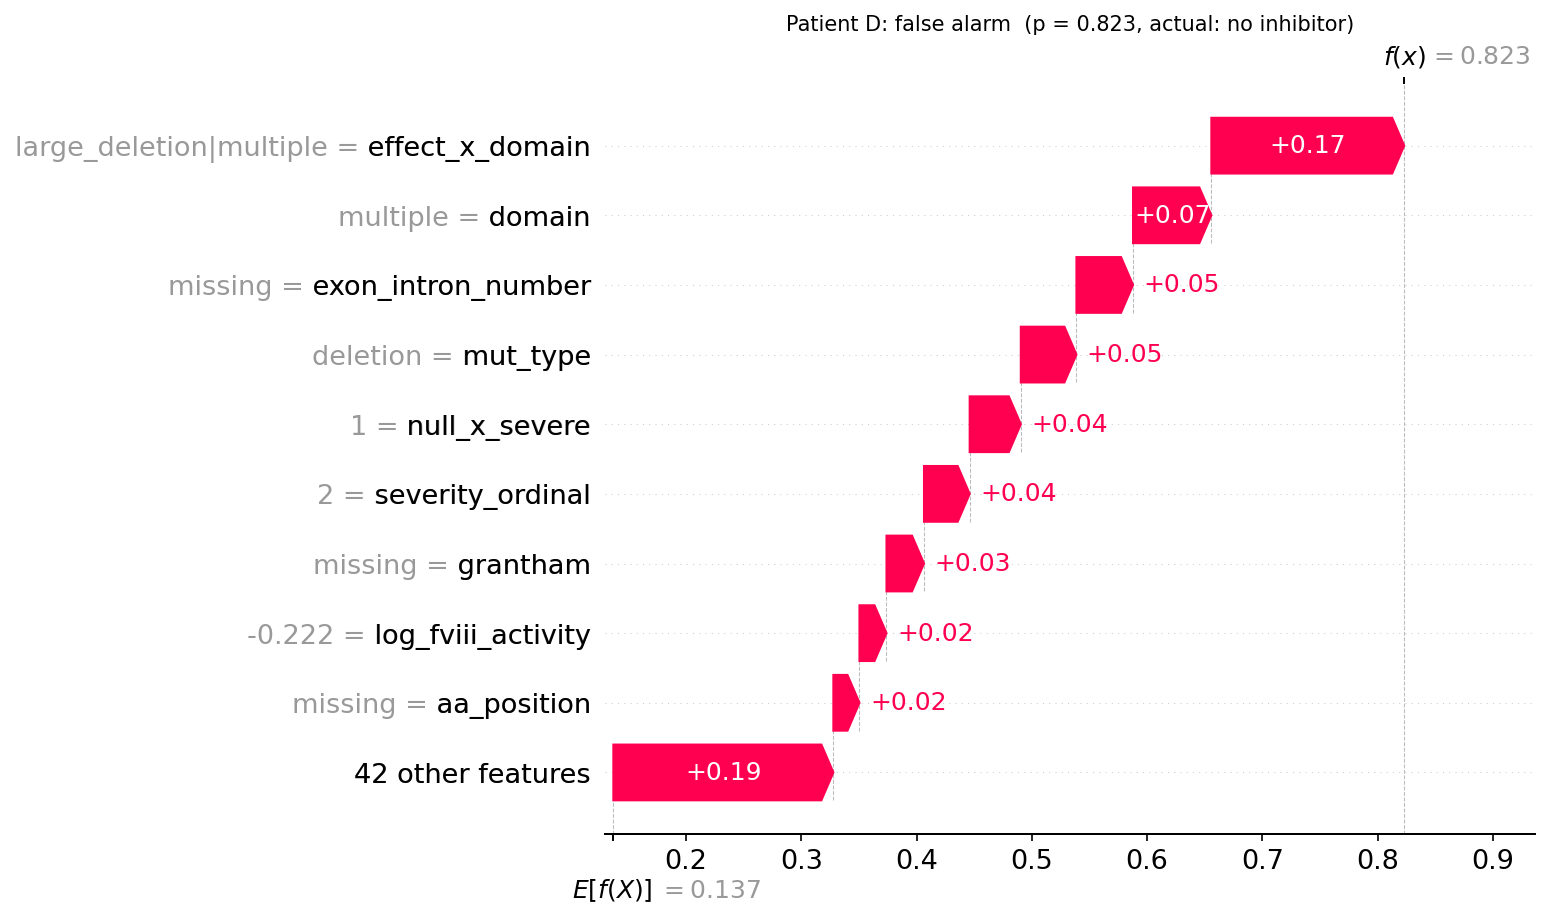 Patient D: false alarm  (p = 0.823, actual: no inhibitor)
f(x) = 0.823
large_deletion|multiple = effect_x_domain +0.17
multiple = domain +0.07
missing = exon_intron_number +0.05
deletion = mut_type +0.05
1 = null_x_severe +0.04
2 = severity_ordinal +0.04
missing = grantham +0.03
-0.222 = log_fviii_activity +0.02
missing = aa_position +0.02
42 other features +0.19
0.2 0.3 0.4 0.5 0.6 0.7 0.8 0.9
E[f(X)] = 0.137